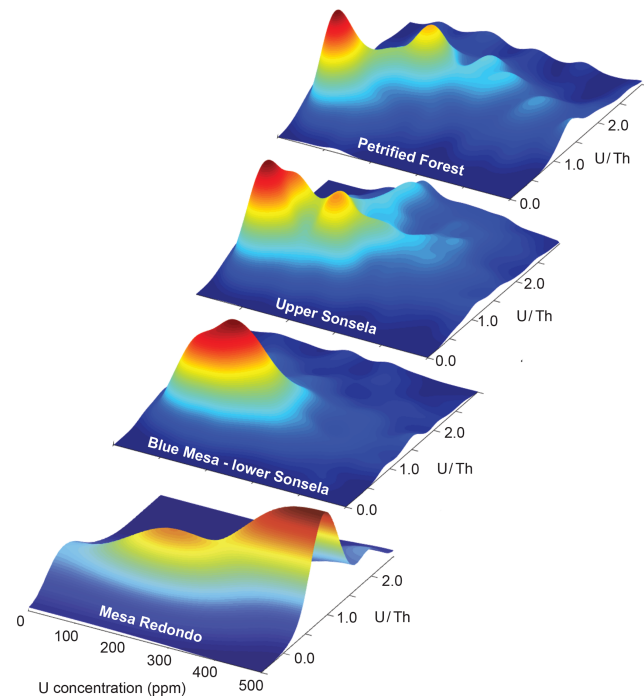 Petrified Forest
0.0
1.0
2.0
U/Th
Upper Sonsela
0.0
1.0
2.0
U/Th
Blue Mesa - lower Sonsela
0.0
1.0
2.0
U/Th
Mesa Redondo
0.0
1.0
2.0
U/Th
0
100
200
300
400
500
U concentration (ppm)